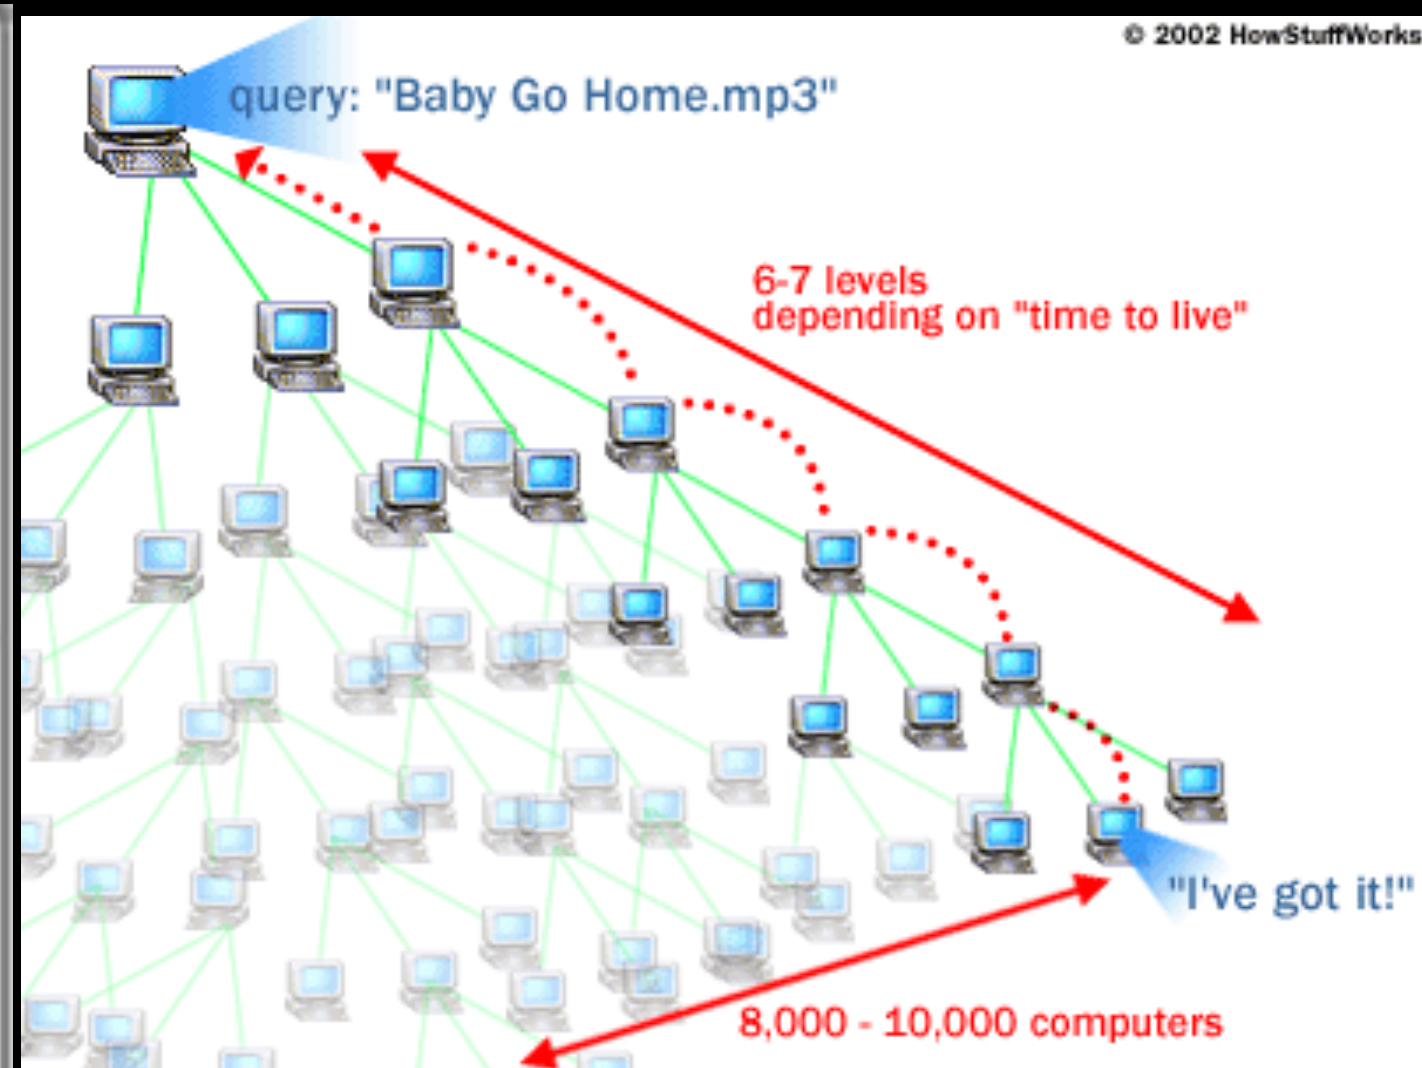 © 2002 HowStuffWorks
query: "Baby Go Home.mp3"
6-7 levels
depending on "time to live"
"I've got it!"
8,000 - 10,000 computers